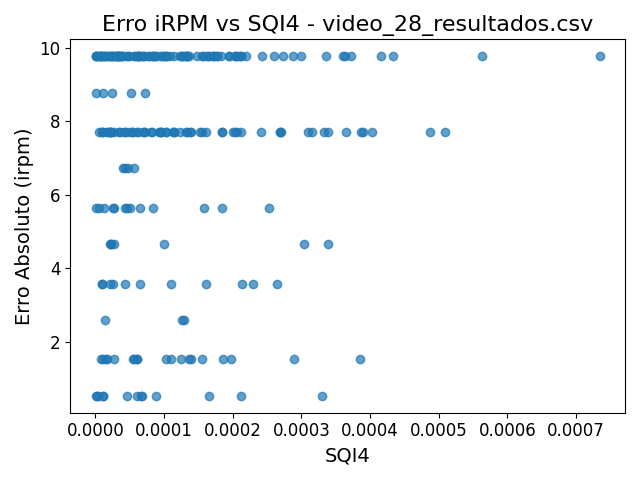 Erro iRPM vs SQI4 - video_28_resultados.csv
Erro Absoluto (irpm)
10
8
6
4
2
0.0000 0.0001 0.0002 0.0003 0.0004 0.0005 0.0006 0.0007
SQI4